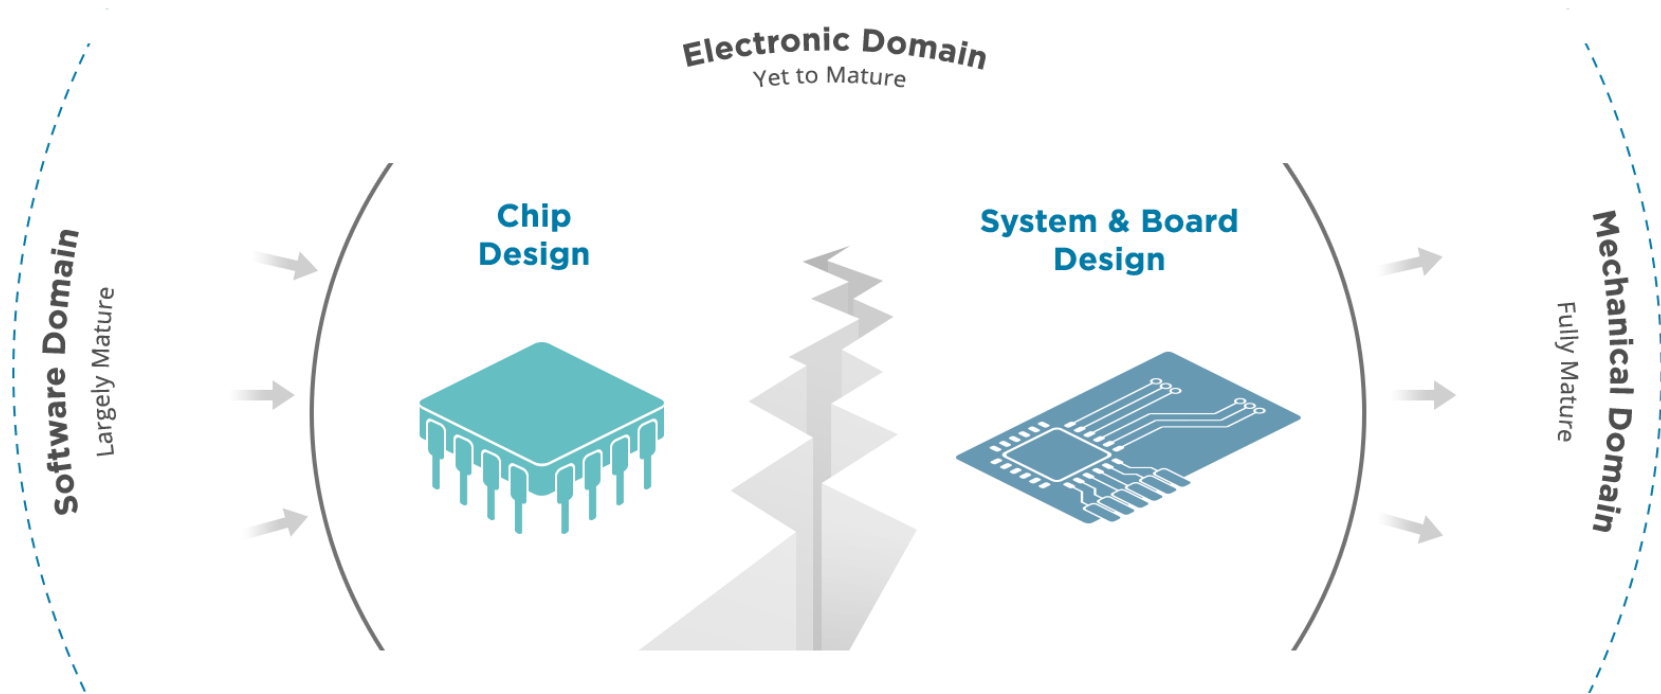 Electronic Domain
Yet to Mature
Software Domain
Largely Mature
Chip
Design
System & Board
Design
Mechanical Domain
Fully Mature